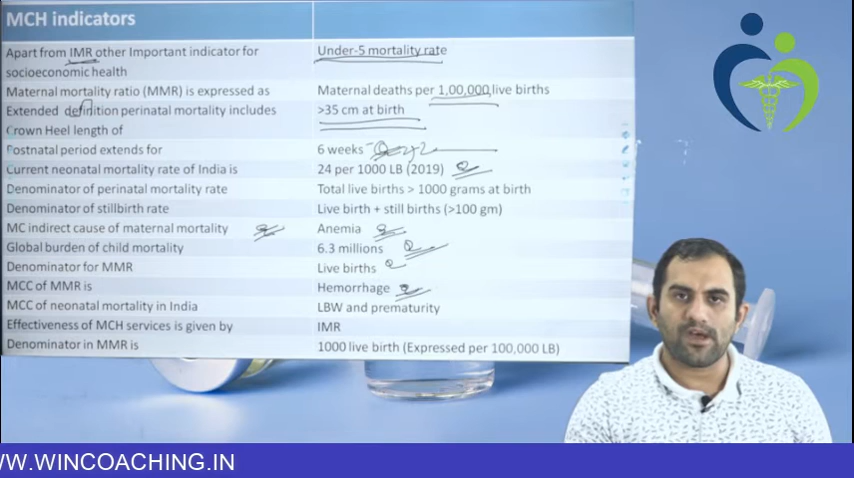 MCH indicators
Apart from IMR other Important indicator for Under-5 mortality rate
socioeconomic health
Maternal mortality ratio (MMR) is expressed as Maternal deaths per 1,00,000 live births
Extended definition perinatal mortality includes >35 cm at birth
Crown Heel length of
Postnatal period extends for 6 weeks
Current neonatal mortality rate of India is 24 per 1000 LB (2019)
Denominator of perinatal mortality rate Total live births > 1000 grams at birth
Denominator of stillbirth rate Live birth + still births (>100 gm)
MC indirect cause of maternal mortality Anemia
Global burden of child mortality 6.3 millions
Denominator for MMR Live births
MCC of MMR is Hemorrhage
MCC of neonatal mortality in India LBW and prematurity
Effectiveness of MCH services is given by IMR
Denominator in MMR is 1000 live birth (Expressed per 100,000 LB)
WW.WINCOACHING.IN